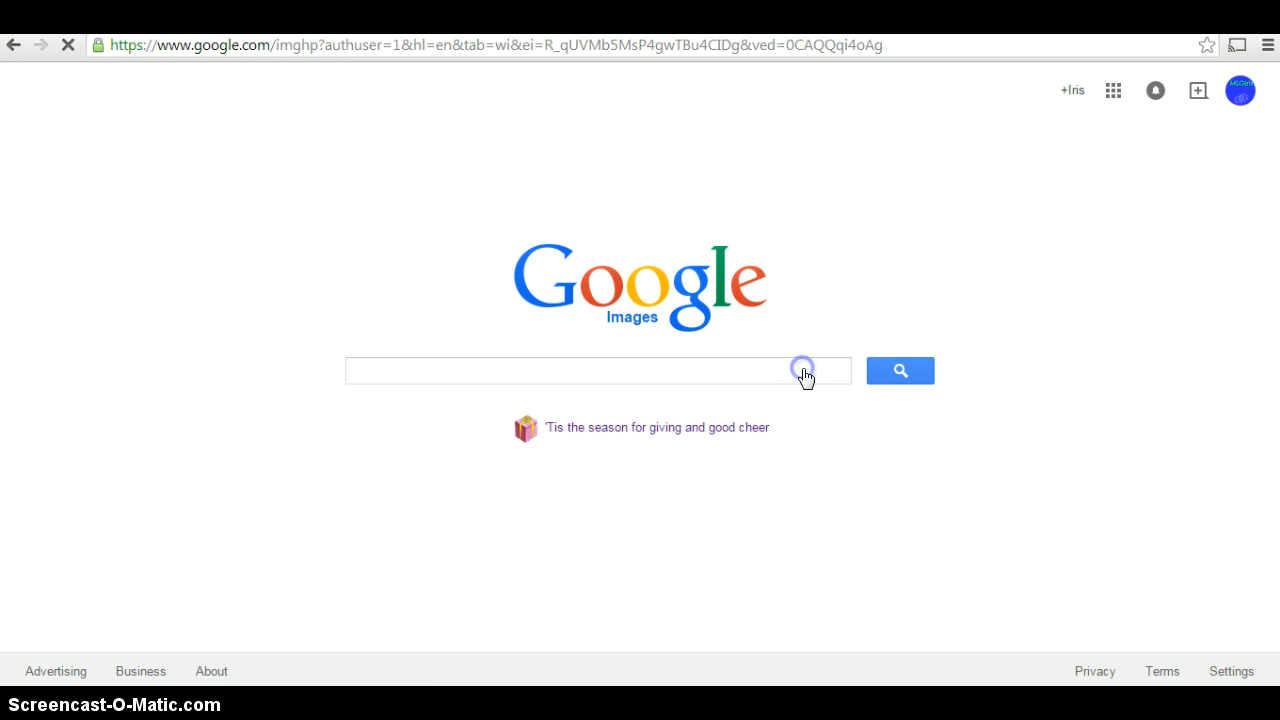 https://www.google.com/imghp?authuser=1&hl=en&tab=wi&ei=R_qUVMb5MsP4gwTBu4CIDg&ved=0CAQQqi4oAg
+Iris
Google
Images
'Tis the season for giving and good cheer
Advertising Business About Privacy Terms Settings
Screencast-O-Matic.com